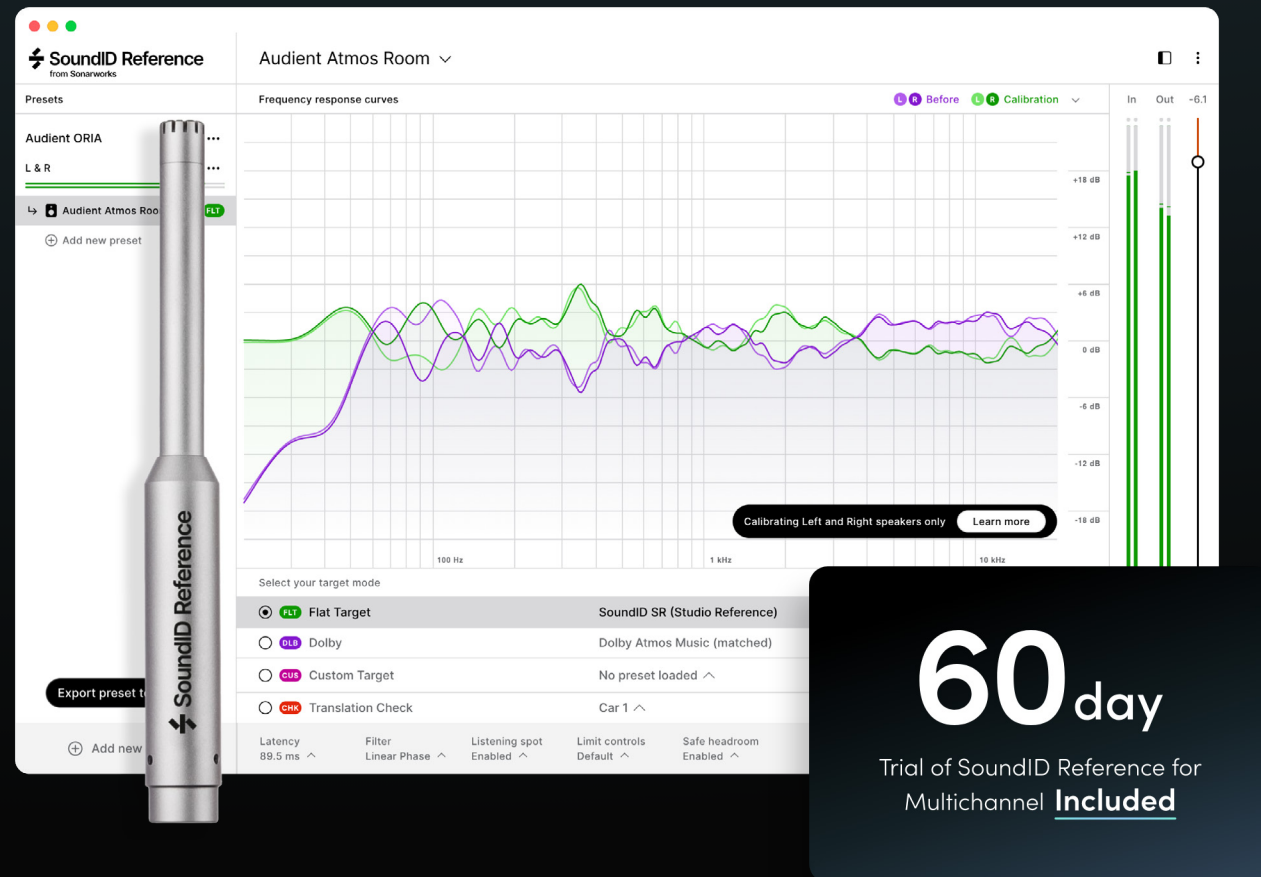 SoundID Reference
from Sonarworks
Audient Atmos Room
Presets
Frequency response curves
L R Before L R Calibration
In Out -6.1
Audient ORIA
L & R
Audient Atmos Roo
FLT
Add new preset
+18 dB
+12 dB
+6 dB
0 dB
-6 dB
-12 dB
-18 dB
Calibrating Left and Right speakers only Learn more
100 Hz 1 kHz 10 kHz
Select your target mode
FLT Flat Target SoundID SR (Studio Reference)
DLB Dolby Dolby Atmos Music (matched)
CUS Custom Target No preset loaded
CHK Translation Check Car 1
Export preset to
Add new
Latency Filter Listening spot Limit controls Safe headroom
89.5 ms Linear Phase Enabled Default Enabled
SoundID Reference
60 day
Trial of SoundID Reference for
Multichannel Included